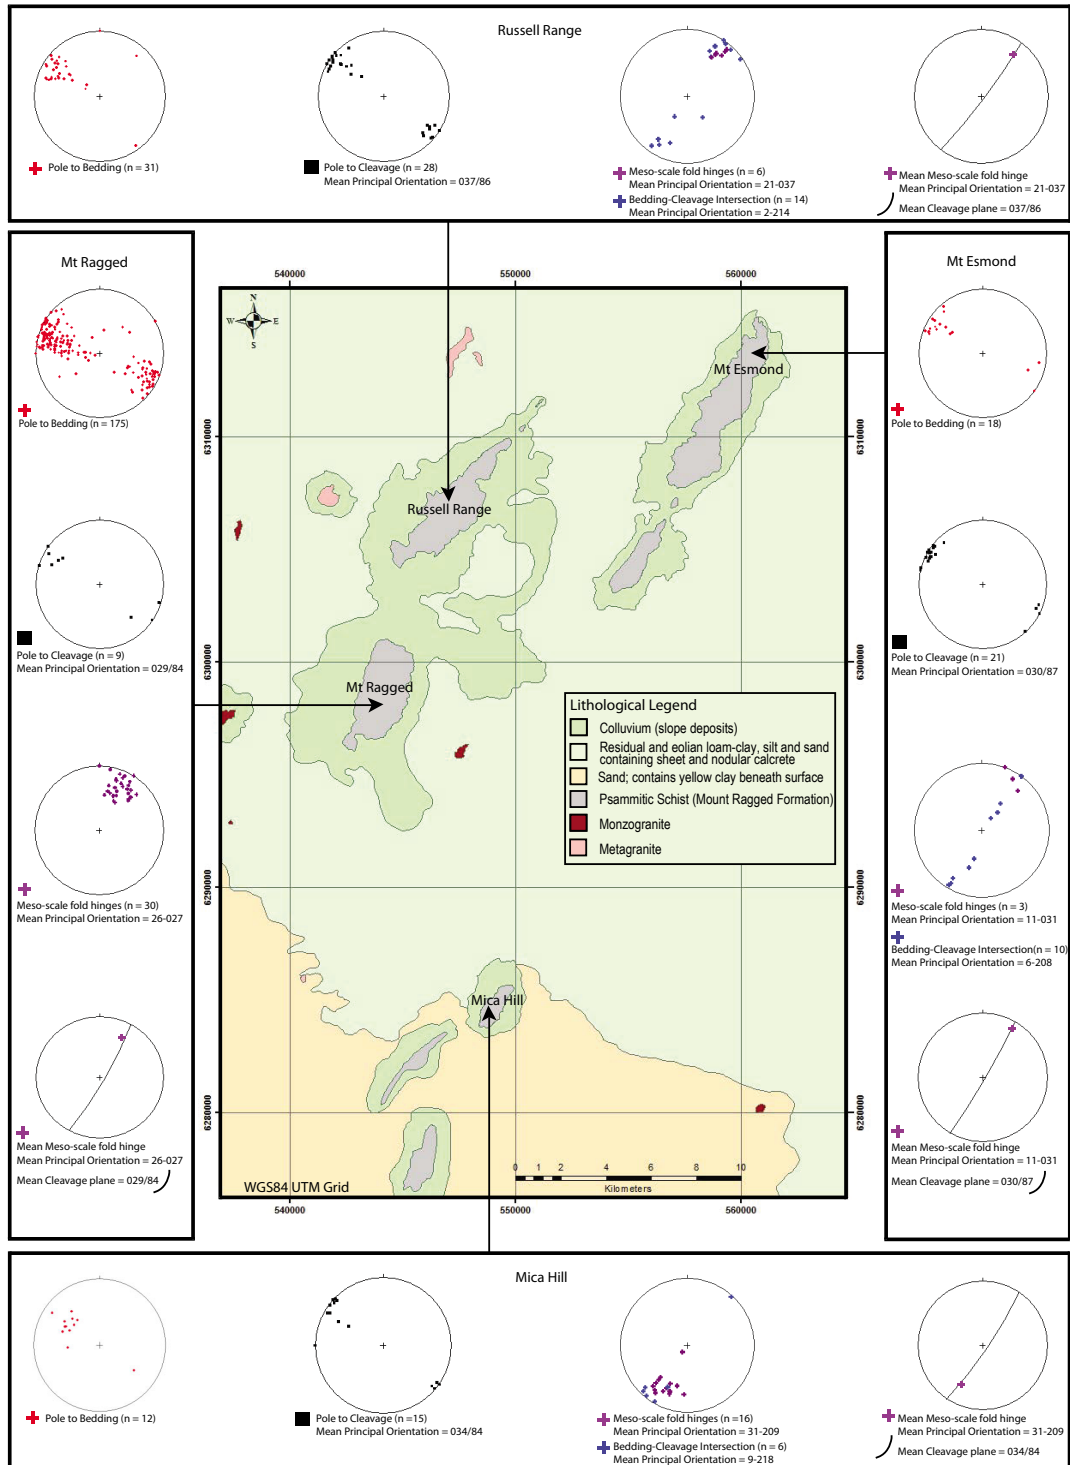 Russell Range
Pole to Bedding (n = 31)
Pole to Cleavage (n = 28)
Mean Principal Orientation = 037/86
Meso-scale fold hinges (n = 6)
Mean Principal Orientation = 21-037
Bedding-Cleavage Intersection (n = 14)
Mean Principal Orientation = 2-214
Mean Meso-scale fold hinge
Mean Principal Orientation = 21-037
Mean Cleavage plane = 037/86
Mt Ragged
Pole to Bedding (n = 175)
Pole to Cleavage (n = 9)
Mean Principal Orientation = 029/84
Meso-scale fold hinges (n = 30)
Mean Principal Orientation = 26-027
Mean Meso-scale fold hinge
Mean Principal Orientation = 26-027
Mean Cleavage plane = 029/84
540000
550000
560000
N
W
E
S
Mt Esmond
6310000
6310000
Russell Range
6300000
6300000
Mt Ragged
Lithological Legend
Colluvium (slope deposits)
Residual and eolian loam-clay, silt and sand
containing sheet and nodular calcrete
Sand; contains yellow clay beneath surface
Psammitic Schist (Mount Ragged Formation)
Monzogranite
Metagranite
6290000
6290000
Mica Hill
6280000
6280000
0 1 2 4 6 8 10
Kilometers
WGS84 UTM Grid
540000
550000
560000
Mt Esmond
Pole to Bedding (n = 18)
Pole to Cleavage (n = 21)
Mean Principal Orientation = 030/87
Meso-scale fold hinges (n = 3)
Mean Principal Orientation = 11-031
Bedding-Cleavage Intersection(n = 10)
Mean Principal Orientation = 6-208
Mean Meso-scale fold hinge
Mean Principal Orientation = 11-031
Mean Cleavage plane = 030/87
Mica Hill
Pole to Bedding (n = 12)
Pole to Cleavage (n =15)
Mean Principal Orientation = 034/84
Meso-scale fold hinges (n =16)
Mean Principal Orientation = 31-209
Bedding-Cleavage Intersection (n = 6)
Mean Principal Orientation = 9-218
Mean Meso-scale fold hinge
Mean Principal Orientation = 31-209
Mean Cleavage plane = 034/84